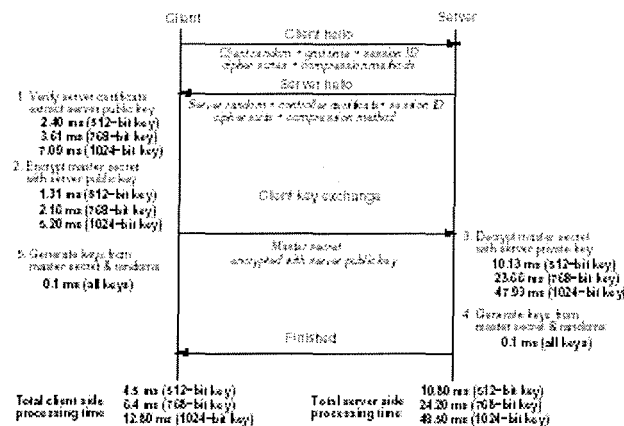 Client
Server
Client hello
Client random + gmt time + session ID
cipher suites + compression methods
Server hello
Server random + certificate + session ID
cipher suite + compression method
1. Verify server certificate
extract server public key
2.40 ms (512-bit key)
3.61 ms (768-bit key)
7.09 ms (1024-bit key)
2. Encrypt master secret
with server public key
1.31 ms (512-bit key)
2.16 ms (768-bit key)
5.20 ms (1024-bit key)
Client key exchange
Master secret
encrypted with server public key
3. Decrypt master secret
with server private key
10.13 ms (512-bit key)
23.66 ms (768-bit key)
47.93 ms (1024-bit key)
5. Generate keys from
master secret & randoms
0.1 ms (all keys)
4. Generate keys from
master secret & randoms
0.1 ms (all keys)
Finished
Total client side
processing time:
4.5 ms (512-bit key)
6.4 ms (768-bit key)
12.80 ms (1024-bit key)
Total server side
processing time:
10.80 ms (512-bit key)
24.20 ms (768-bit key)
48.50 ms (1024-bit key)